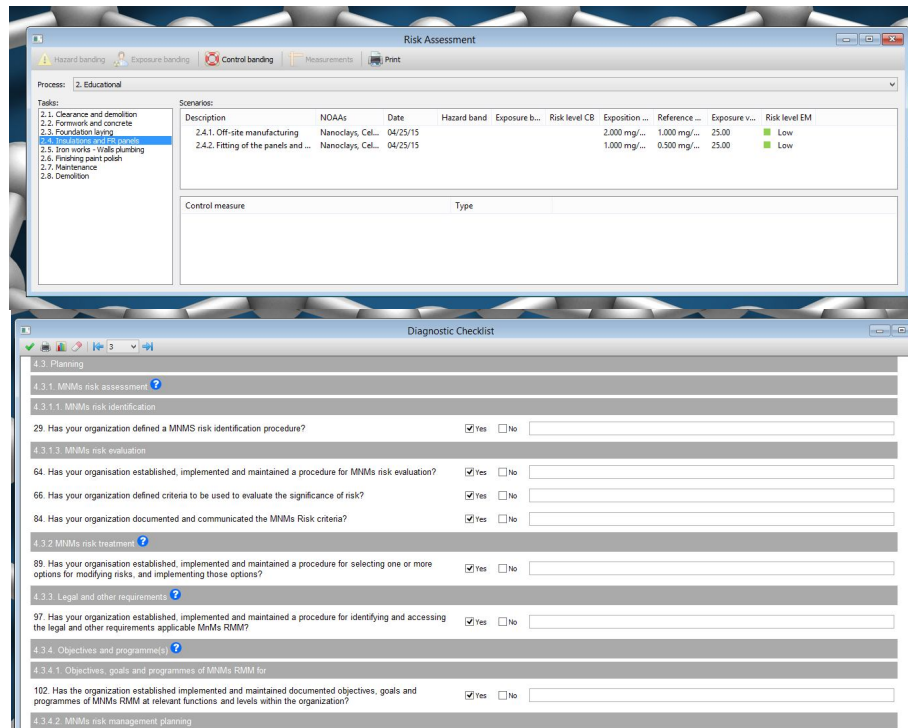 Risk Assessment
Hazard banding Exposure banding Control banding Measurements Print
Process: 2. Educational
Tasks:
2.1. Clearance and demolition
2.2. Formwork and concrete
2.3. Foundation laying
2.4. Insulations and FR panels
2.5. Iron works - Walls plumbing
2.6. Finishing paint polish
2.7. Maintenance
2.8. Demolition
Scenarios:
Description NOAAs Date Hazard band Exposure b... Risk level CB Exposition ... Reference ... Exposure v... Risk level EM
2.4.1. Off-site manufacturing Nanoclays, Cel... 04/25/15 2.000 mg/... 1.000 mg/... 25.00 Low
2.4.2. Fitting of the panels and ... Nanoclays, Cel... 04/25/15 1.000 mg/... 0.500 mg/... 25.00 Low
Control measure Type
Diagnostic Checklist
3
4.3. Planning
4.3.1. MNMs risk assessment ?
4.3.1.1. MNMs risk identification
29. Has your organization defined a MNMS risk identification procedure? Yes No
4.3.1.3. MNMs risk evaluation
64. Has your organisation established, implemented and maintained a procedure for MNMs risk evaluation? Yes No
66. Has your organization defined criteria to be used to evaluate the significance of risk? Yes No
84. Has your organization documented and communicated the MNMs Risk criteria? Yes No
4.3.2 MNMs risk treatment ?
89. Has your organisation established, implemented and maintained a procedure for selecting one or more
options for modifying risks, and implementing those options? Yes No
4.3.3. Legal and other requirements ?
97. Has your organization established, implemented and maintained a procedure for identifying and accessing
the legal and other requirements applicable MnMs RMM? Yes No
4.3.4. Objectives and programme(s) ?
4.3.4.1. Objectives, goals and programmes of MNMs RMM for
102. Has the organization established implemented and maintained documented objectives, goals and
programmes of MNMs RMM at relevant functions and levels within the organization? Yes No
4.3.4.2. MNMs risk management planning